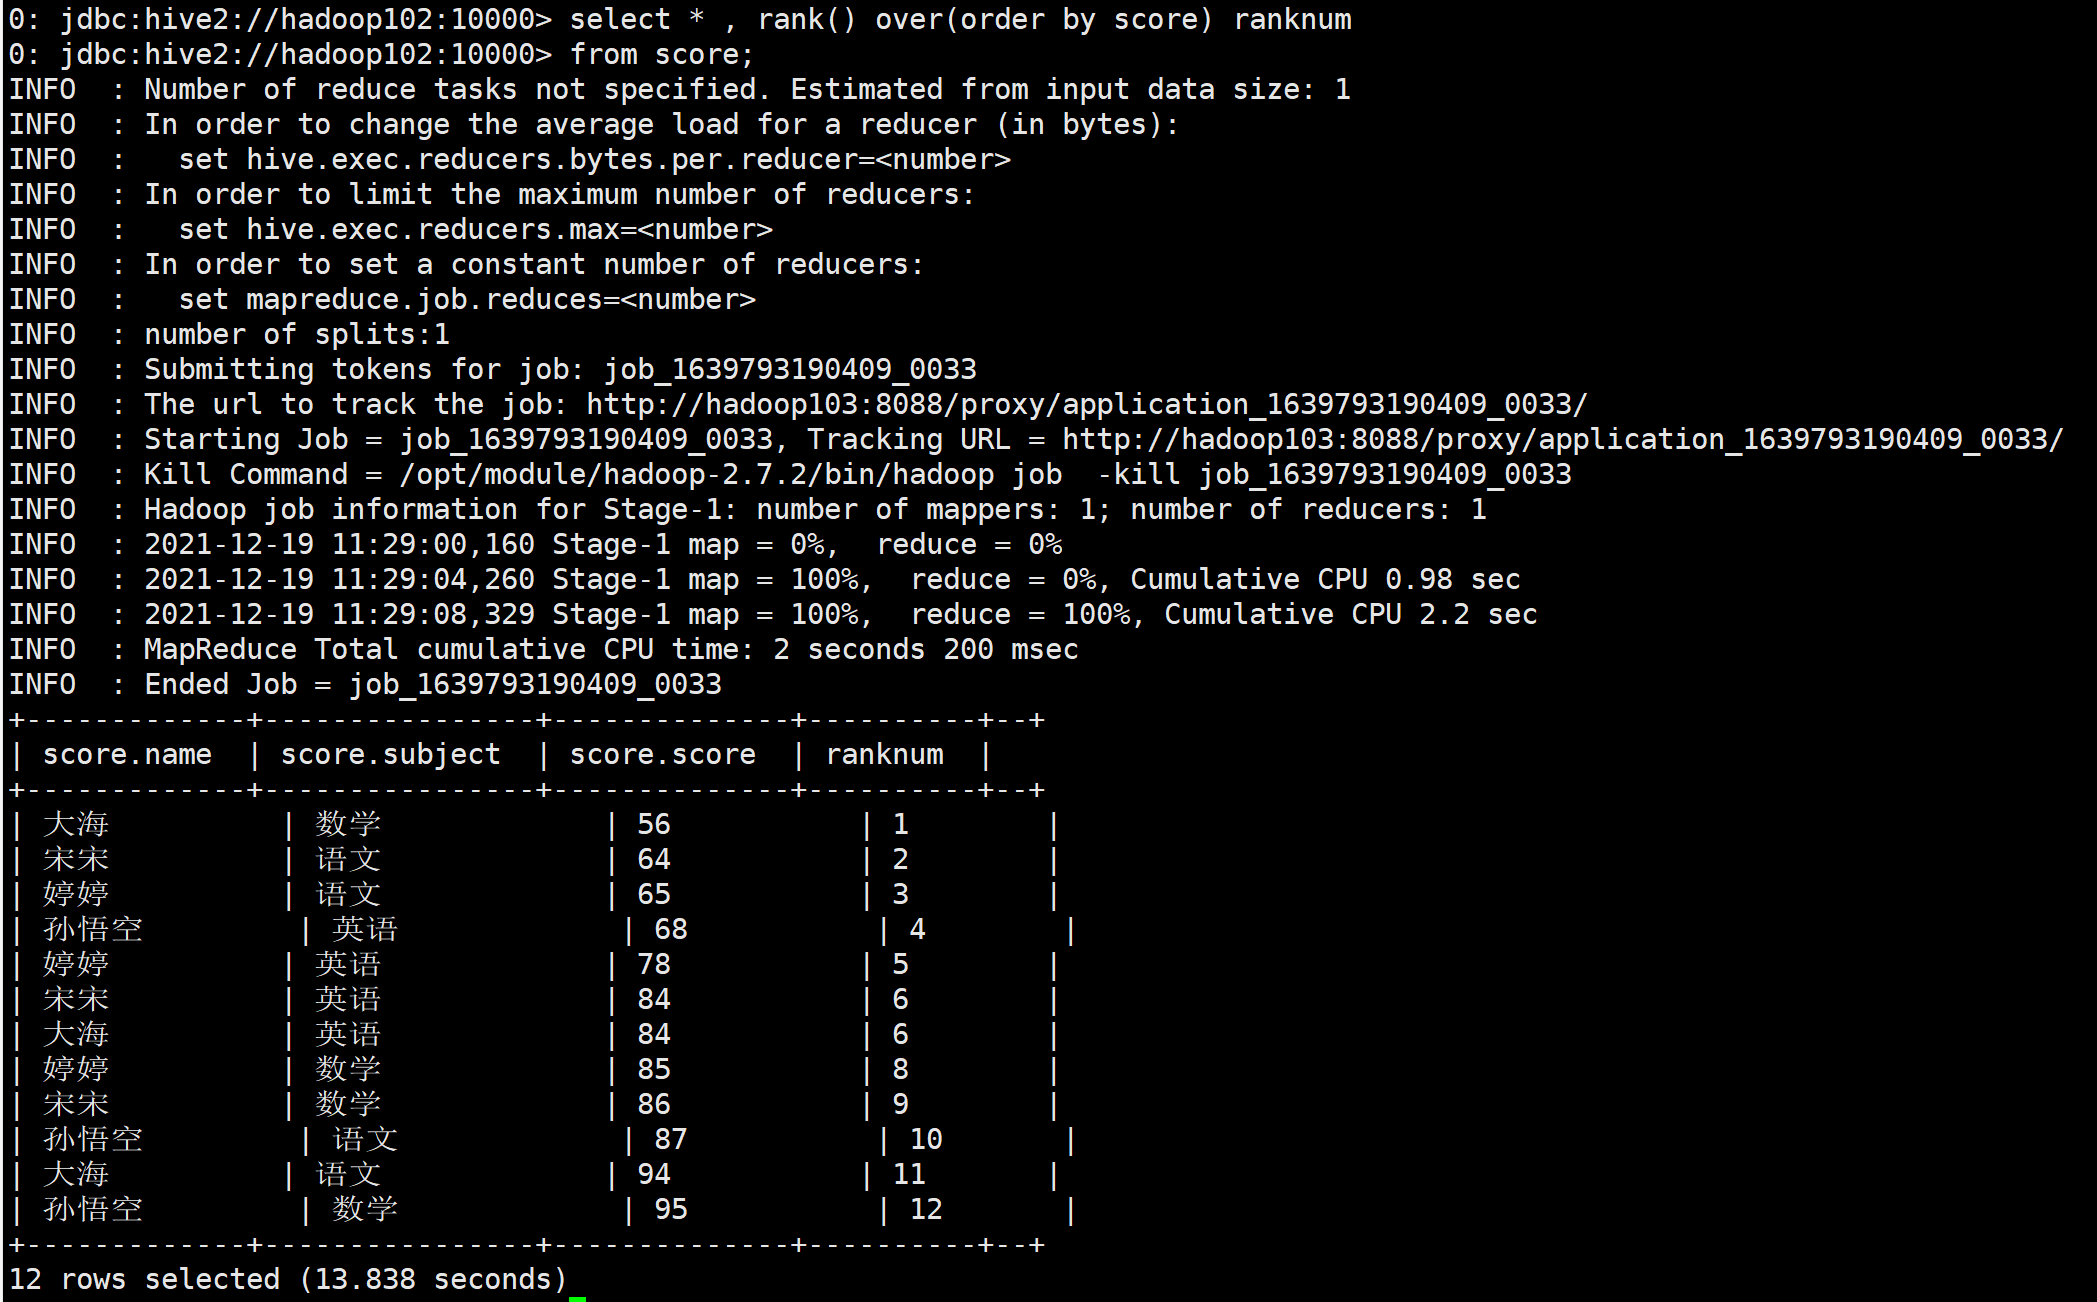 0: jdbc:hive2://hadoop102:10000> select * , rank() over(order by score) ranknum
0: jdbc:hive2://hadoop102:10000> from score;
INFO  : Number of reduce tasks not specified. Estimated from input data size: 1
INFO  : In order to change the average load for a reducer (in bytes):
INFO  :   set hive.exec.reducers.bytes.per.reducer=<number>
INFO  : In order to limit the maximum number of reducers:
INFO  :   set hive.exec.reducers.max=<number>
INFO  : In order to set a constant number of reducers:
INFO  :   set mapreduce.job.reduces=<number>
INFO  : number of splits:1
INFO  : Submitting tokens for job: job_1639793190409_0033
INFO  : The url to track the job: http://hadoop103:8088/proxy/application_1639793190409_0033/
INFO  : Starting Job = job_1639793190409_0033, Tracking URL = http://hadoop103:8088/proxy/application_1639793190409_0033/
INFO  : Kill Command = /opt/module/hadoop-2.7.2/bin/hadoop job  -kill job_1639793190409_0033
INFO  : Hadoop job information for Stage-1: number of mappers: 1; number of reducers: 1
INFO  : 2021-12-19 11:29:00,160 Stage-1 map = 0%,  reduce = 0%
INFO  : 2021-12-19 11:29:04,260 Stage-1 map = 100%,  reduce = 0%, Cumulative CPU 0.98 sec
INFO  : 2021-12-19 11:29:08,329 Stage-1 map = 100%,  reduce = 100%, Cumulative CPU 2.2 sec
INFO  : MapReduce Total cumulative CPU time: 2 seconds 200 msec
INFO  : Ended Job = job_1639793190409_0033
+-------------+----------------+--------------+----------+--+
| score.name  | score.subject  | score.score  | ranknum  |
+-------------+----------------+--------------+----------+--+
| 大海          | 数学             | 56           | 1        |
| 宋宋          | 语文             | 64           | 2        |
| 婷婷          | 语文             | 65           | 3        |
| 孙悟空         | 英语             | 68           | 4        |
| 婷婷          | 英语             | 78           | 5        |
| 宋宋          | 英语             | 84           | 6        |
| 大海          | 英语             | 84           | 6        |
| 婷婷          | 数学             | 85           | 8        |
| 宋宋          | 数学             | 86           | 9        |
| 孙悟空         | 语文             | 87           | 10       |
| 大海          | 语文             | 94           | 11       |
| 孙悟空         | 数学             | 95           | 12       |
+-------------+----------------+--------------+----------+--+
12 rows selected (13.838 seconds)